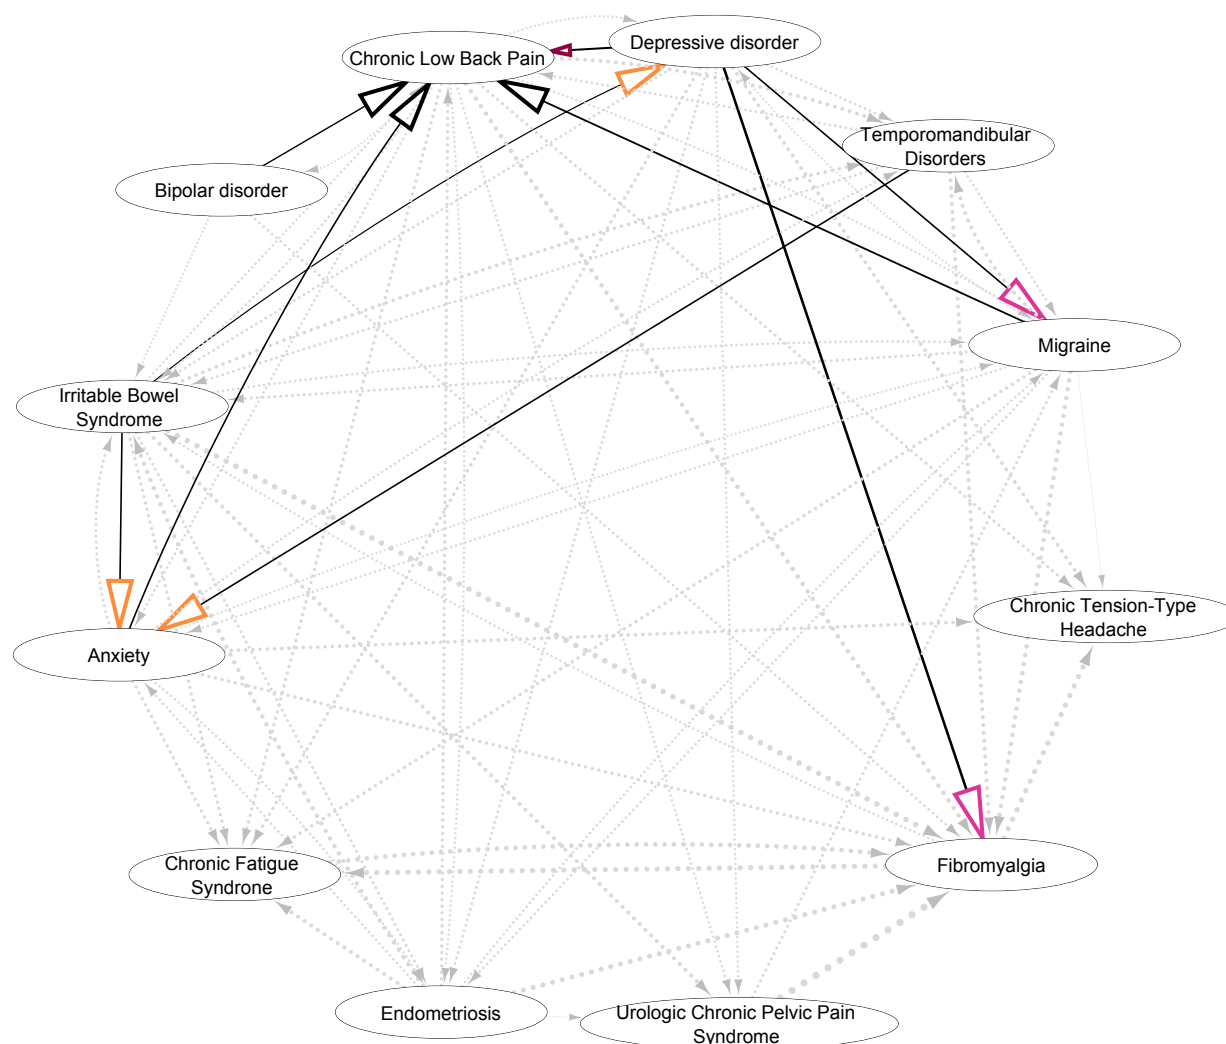 Depressive disorder
Chronic Low Back Pain
Temporomandibular
Disorders
Bipolar disorder
Migraine
Irritable Bowel
Syndrome
Chronic Tension-Type
Headache
Anxiety
Chronic Fatigue
Syndrone
Fibromyalgia
Endometriosis
Urologic Chronic Pelvic Pain
Syndrome